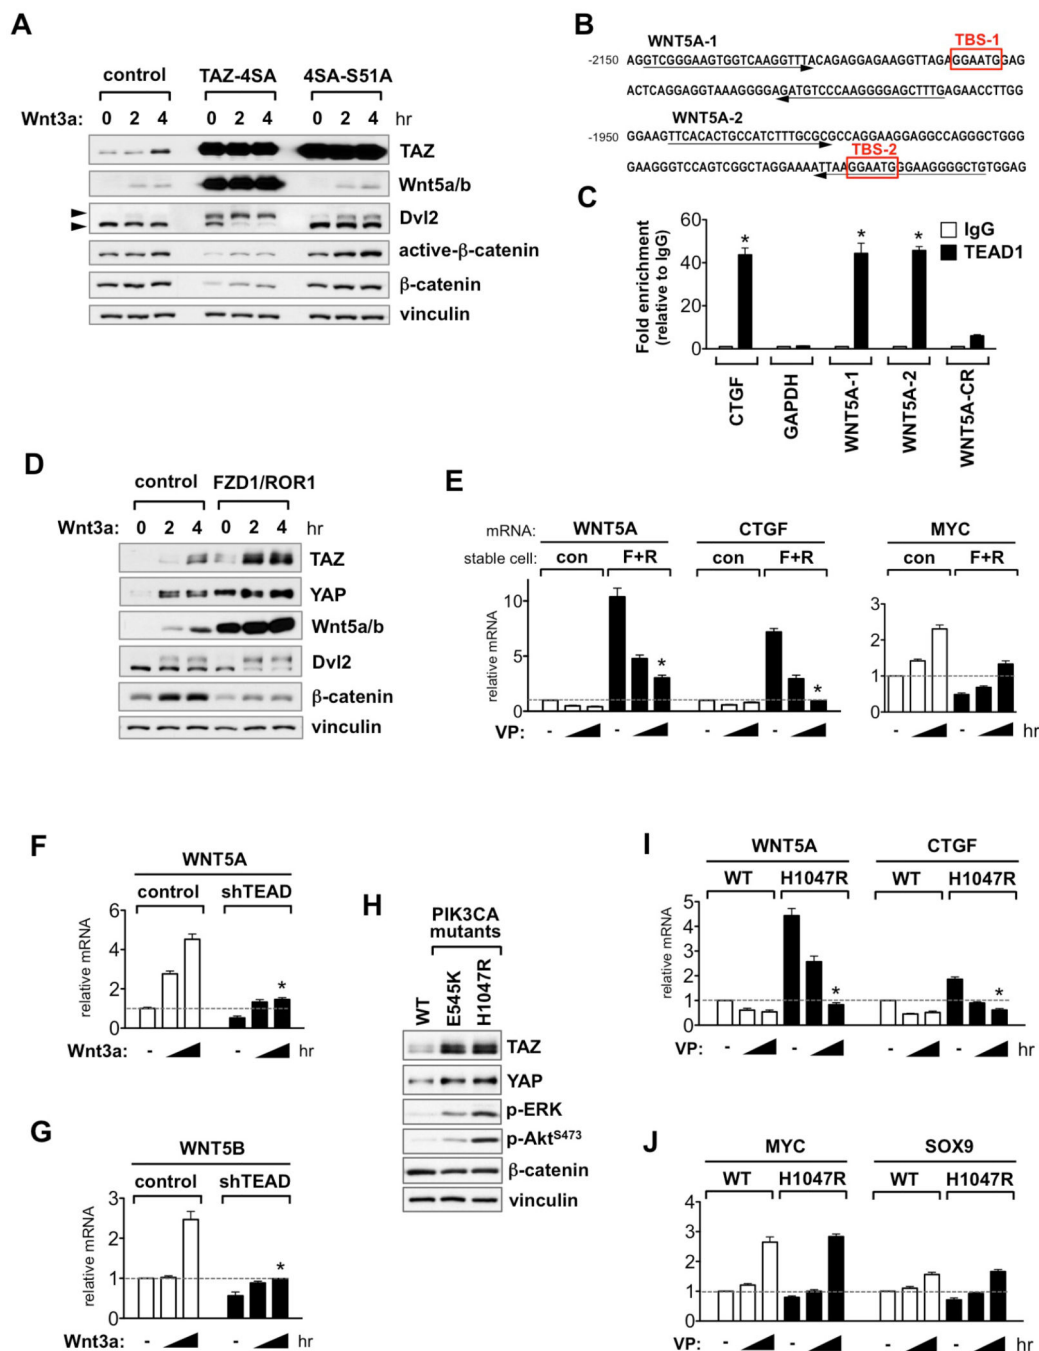 A
control TAZ-4SA 4SA-S51A
Wnt3a: 0 2 4 0 2 4 0 2 4 hr
TAZ
Wnt5a/b
Dvl2
active-β-catenin
β-catenin
vinculin
B
WNT5A-1 TBS-1
-2150 AGGTCGGGAAGTGGTCAAGGTTTACAGAGGAGAAGGTTAGAGGAATGGAG
ACTCAGGAGGTAAAGGGGAGATGTCCCAAGGGGAGCTTTGAGAACCTTGG
WNT5A-2
-1950 GGAAGTTCACACTGCCATCTTTGCGCGCCAGGAAGGAGGCCAGGGCTGGG
TBS-2
GAAGGGTCCAGTCGGCTAGGAAAATTAAGGAATGGGAAGGGGCTGTGGAG
C
Fold enrichment
(relative to IgG)
60
40
20
0
* * *
IgG
TEAD1
CTGF GAPDH WNT5A-1 WNT5A-2 WNT5A-CR
D
control FZD1/ROR1
Wnt3a: 0 2 4 0 2 4 hr
TAZ
YAP
Wnt5a/b
Dvl2
β-catenin
vinculin
E
mRNA: WNT5A CTGF MYC
stable cell: con F+R con F+R con F+R
relative mRNA
10
5
0
* *
relative mRNA
3
2
1
0
VP: - - - - - - hr
F
WNT5A
control shTEAD
relative mRNA
6
4
2
0
*
Wnt3a: - - hr
G
WNT5B
control shTEAD
relative mRNA
3
2
1
0
*
Wnt3a: - - hr
H
PIK3CA
mutants
WT E545K H1047R
TAZ
YAP
p-ERK
p-Akt^S473
β-catenin
vinculin
I
WNT5A CTGF
WT H1047R WT H1047R
relative mRNA
5
4
3
2
1
0
* *
VP: - - - - hr
J
MYC SOX9
WT H1047R WT H1047R
relative mRNA
4
3
2
1
0
VP: - - - - hr